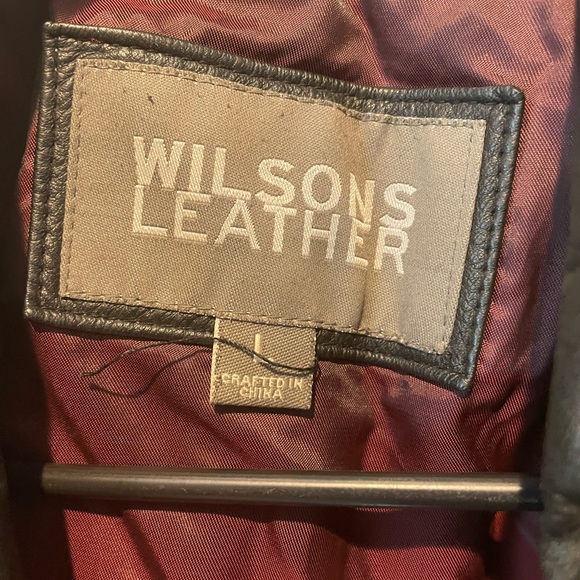 WILSONS
LEATHER
L
CRAFTED IN
CHINA